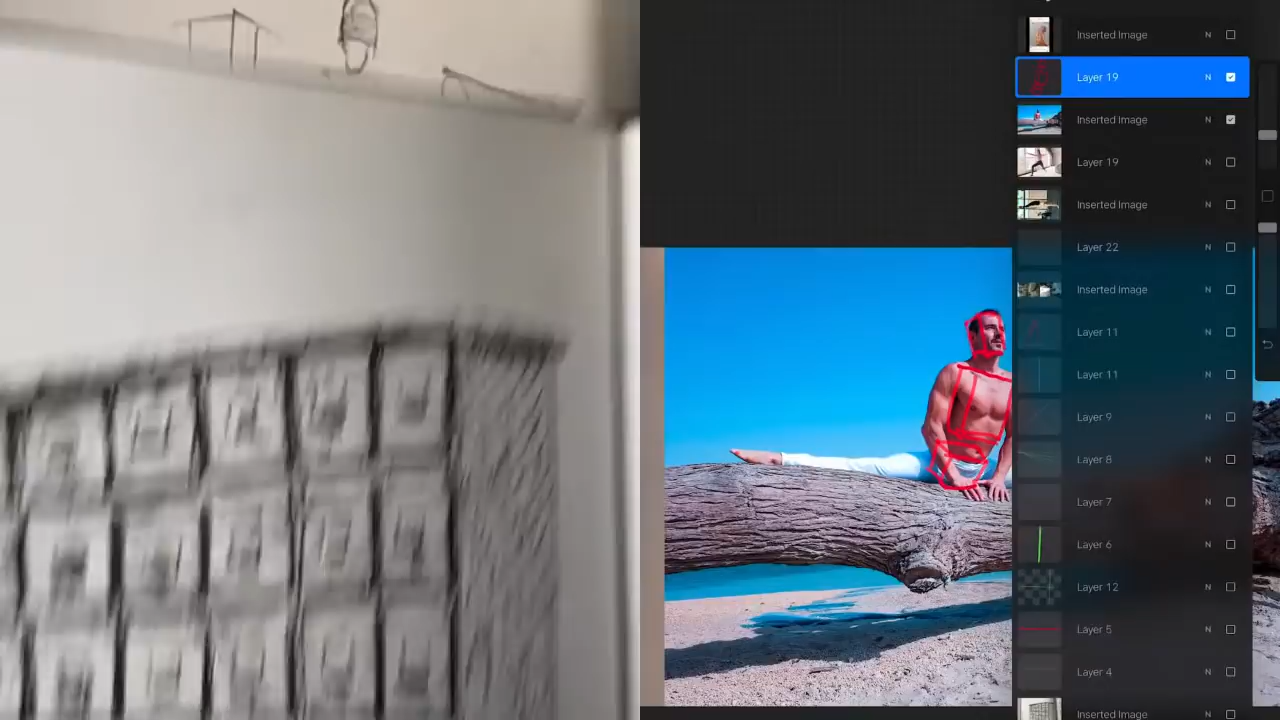 Inserted Image N
Layer 19 N
Inserted Image N
Layer 19 N
Inserted Image N
Layer 22 N
Inserted Image N
Layer 11 N
Layer 11 N
Layer 9 N
Layer 8 N
Layer 7 N
Layer 6 N
Layer 12 N
Layer 5 N
Layer 4 N
Inserted Image N